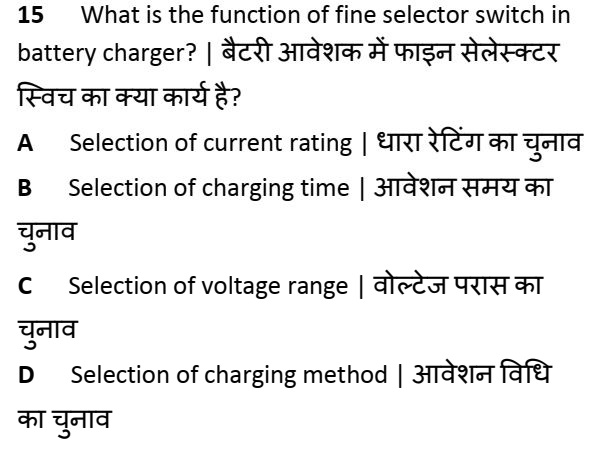 15 What is the function of fine selector switch in
battery charger? | बैटरी आवेशक में फाइन सेलेस्क्टर
स्विच का क्या कार्य है?
A Selection of current rating | धारा रेटिंग का चुनाव
B Selection of charging time | आवेशन समय का
चुनाव
C Selection of voltage range | वोल्टेज परास का
चुनाव
D Selection of charging method | आवेशन विधि
का चुनाव